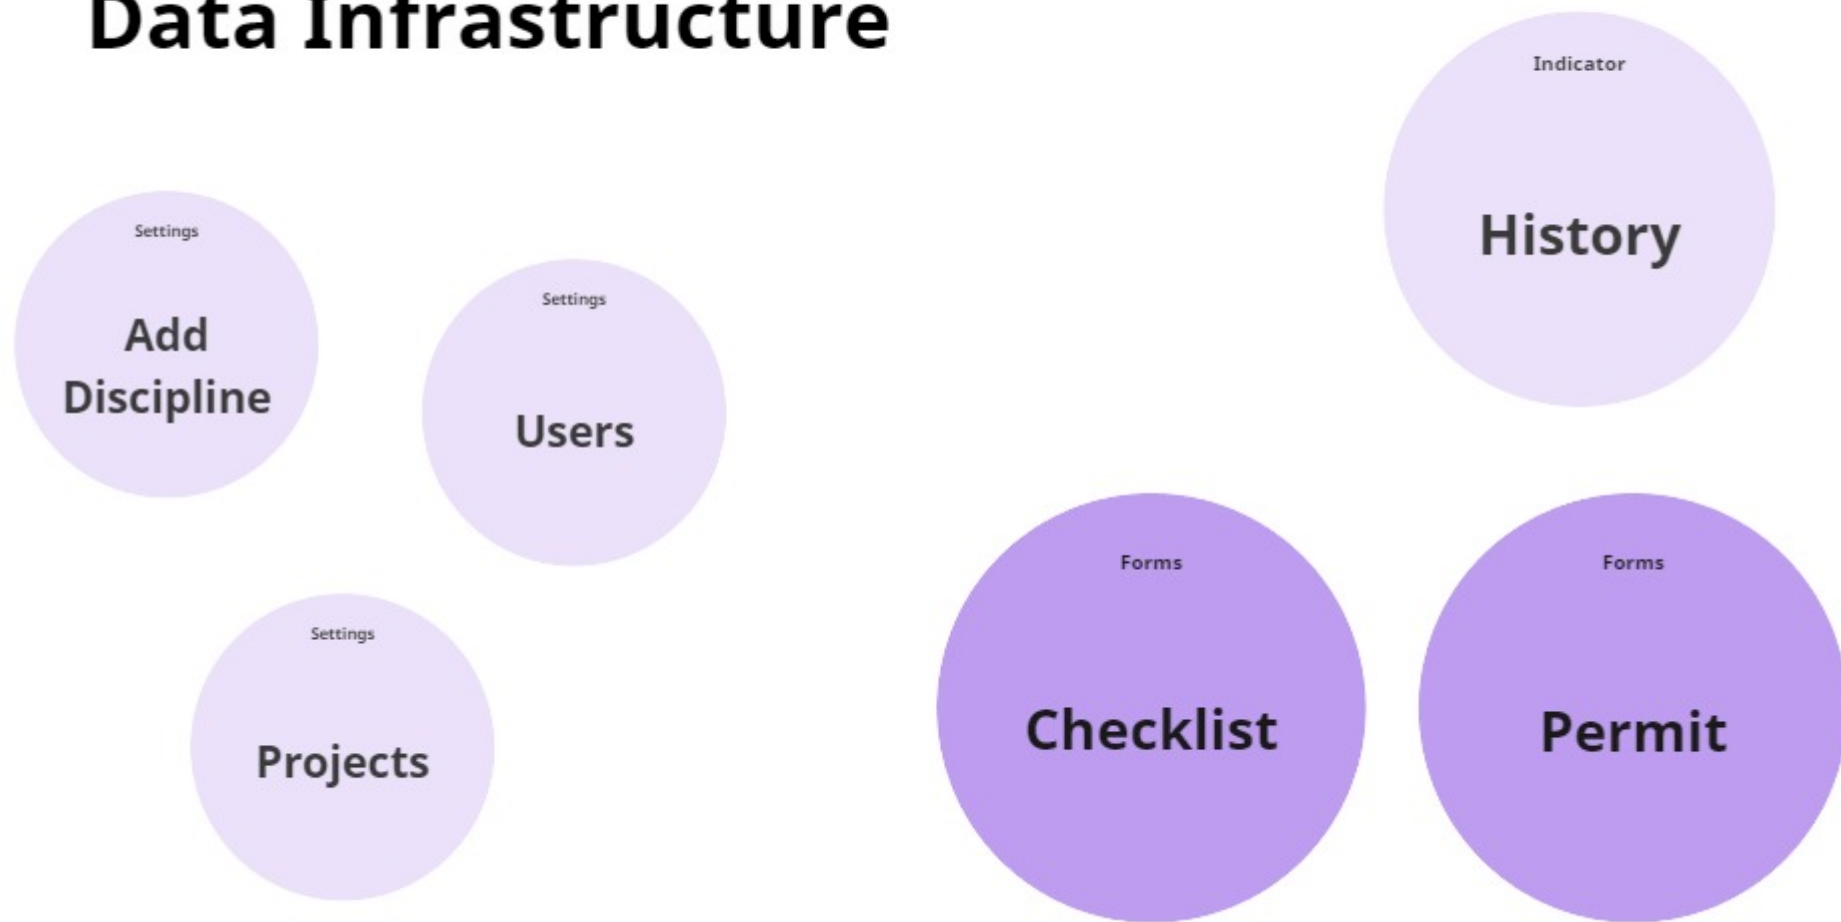 Data Infrastructure
Indicator
History
Settings
Add
Discipline
Settings
Users
Settings
Projects
Forms
Checklist
Forms
Permit